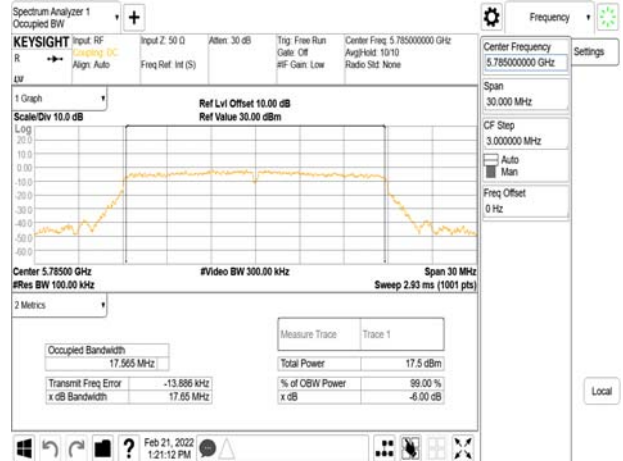 Spectrum Analyzer 1
Occupied BW
+
Frequency
KEYSIGHT
R
Input: RF
Coupling: DC
Align: Auto
Input Z: 50 Ω
Freq Ref: Int (S)
Atten: 30 dB
Trig: Free Run
Gate: Off
#IF Gain: Low
Center Freq: 5.785000000 GHz
Avg|Hold: 10/10
Radio Std: None
Center Frequency
5.785000000 GHz
Settings
Span
30.000 MHz
CF Step
3.000000 MHz
Auto
Man
Freq Offset
0 Hz
1 Graph
Ref Lvl Offset 10.00 dB
Scale/Div 10.0 dB
Ref Value 30.00 dBm
Log
20.0
10.0
0.00
-10.0
-20.0
-30.0
-40.0
-50.0
-60.0
Center 5.78500 GHz
#Video BW 300.00 kHz
Span 30 MHz
#Res BW 100.00 kHz
Sweep 2.93 ms (1001 pts)
2 Metrics
Measure Trace
Trace 1
Occupied Bandwidth
17.565 MHz
Total Power
17.5 dBm
Transmit Freq Error
-13.886 kHz
% of OBW Power
99.00 %
x dB Bandwidth
17.65 MHz
x dB
-6.00 dB
Local
?
Feb 21, 2022
1:21:12 PM